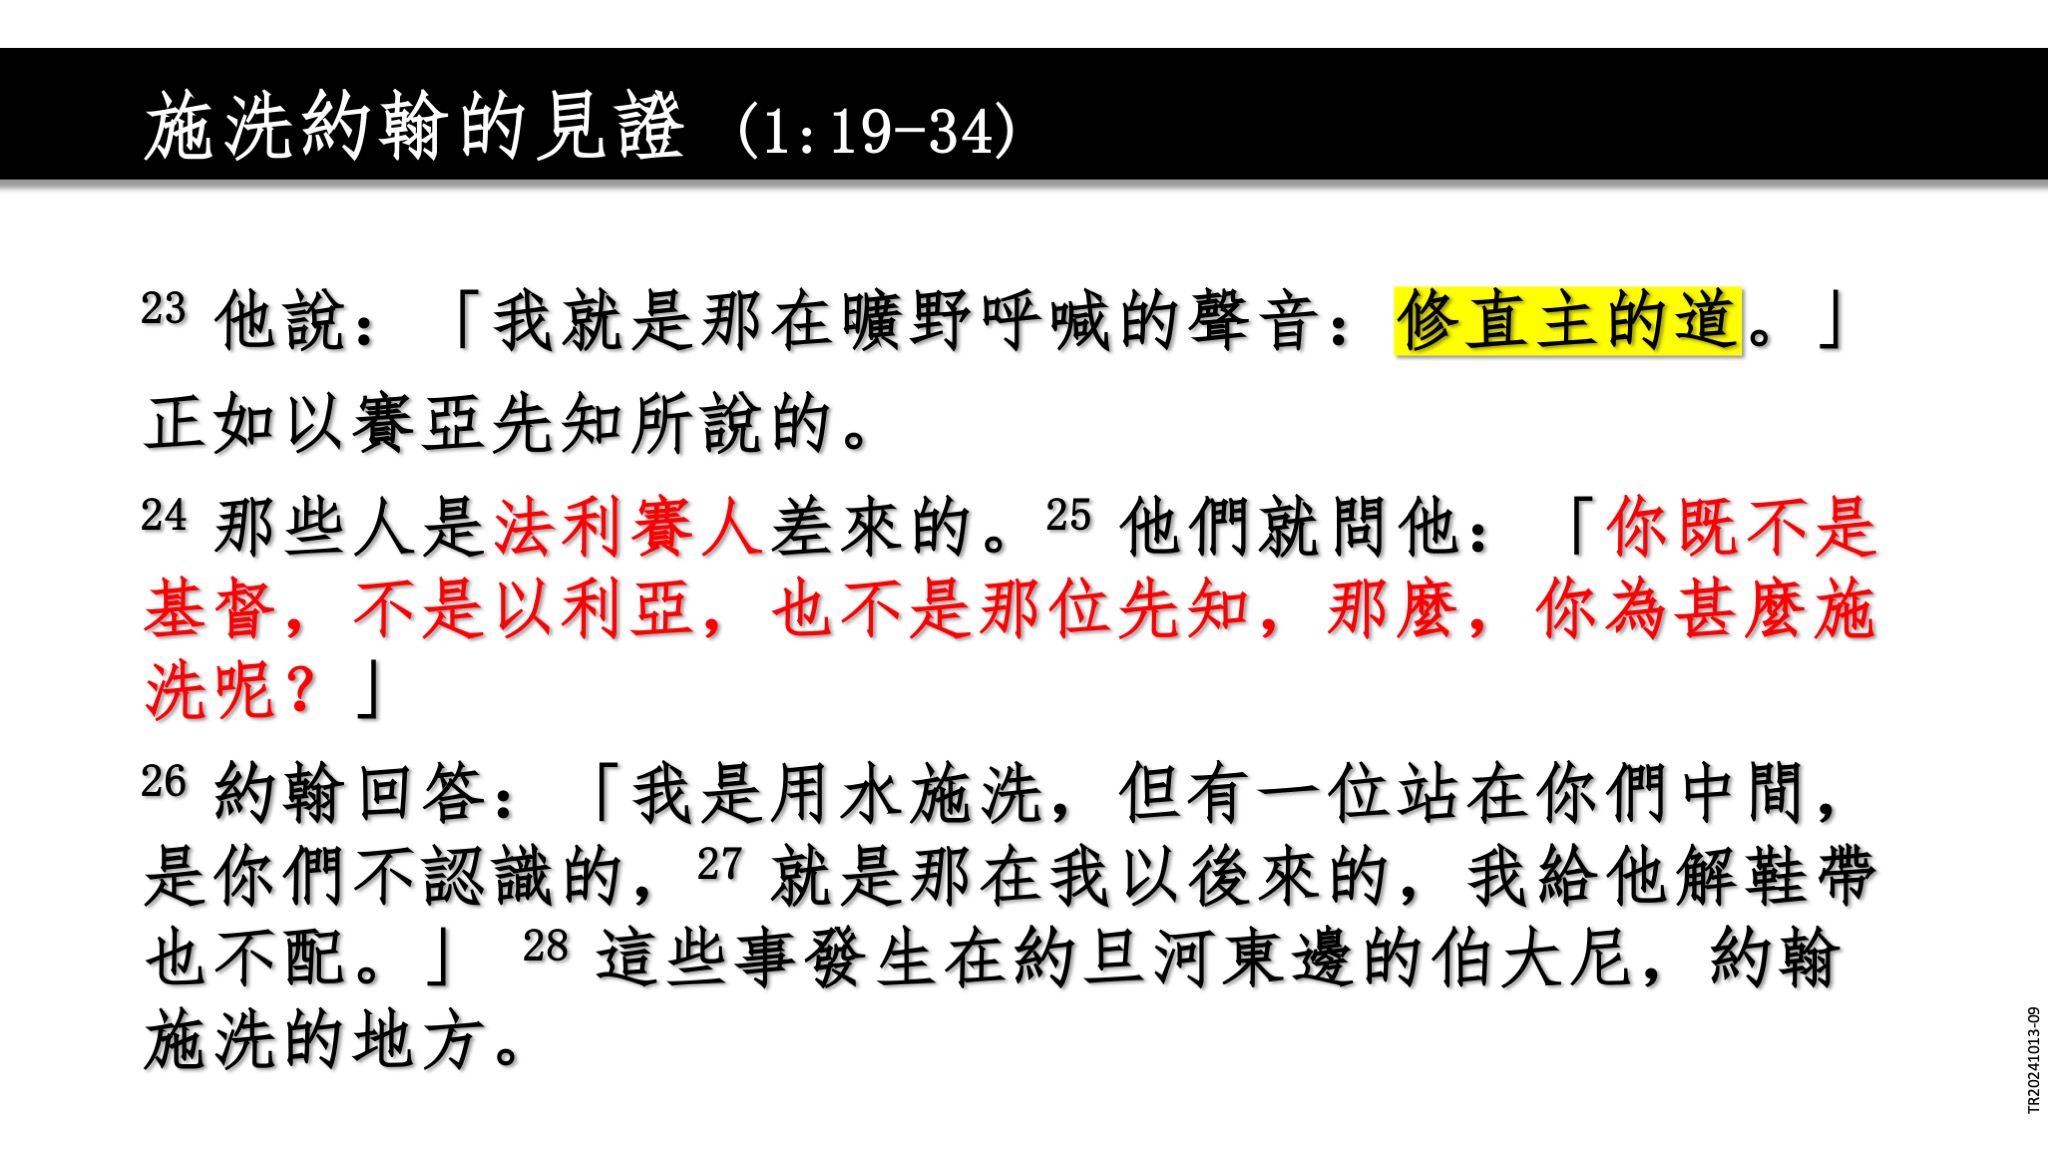 施洗約翰的見證 (1:19-34)
23 他說：「我就是那在曠野呼喊的聲音：修直主的道。」
正如以賽亞先知所說的。
24 那些人是法利賽人差來的。25 他們就問他：「你既不是
基督，不是以利亞，也不是那位先知，那麼，你為甚麼施
洗呢？」
26 約翰回答：「我是用水施洗，但有一位站在你們中間，
是你們不認識的，27 就是那在我以後來的，我給他解鞋帶
也不配。」 28 這些事發生在約旦河東邊的伯大尼，約翰
施洗的地方。
TR20241013-09